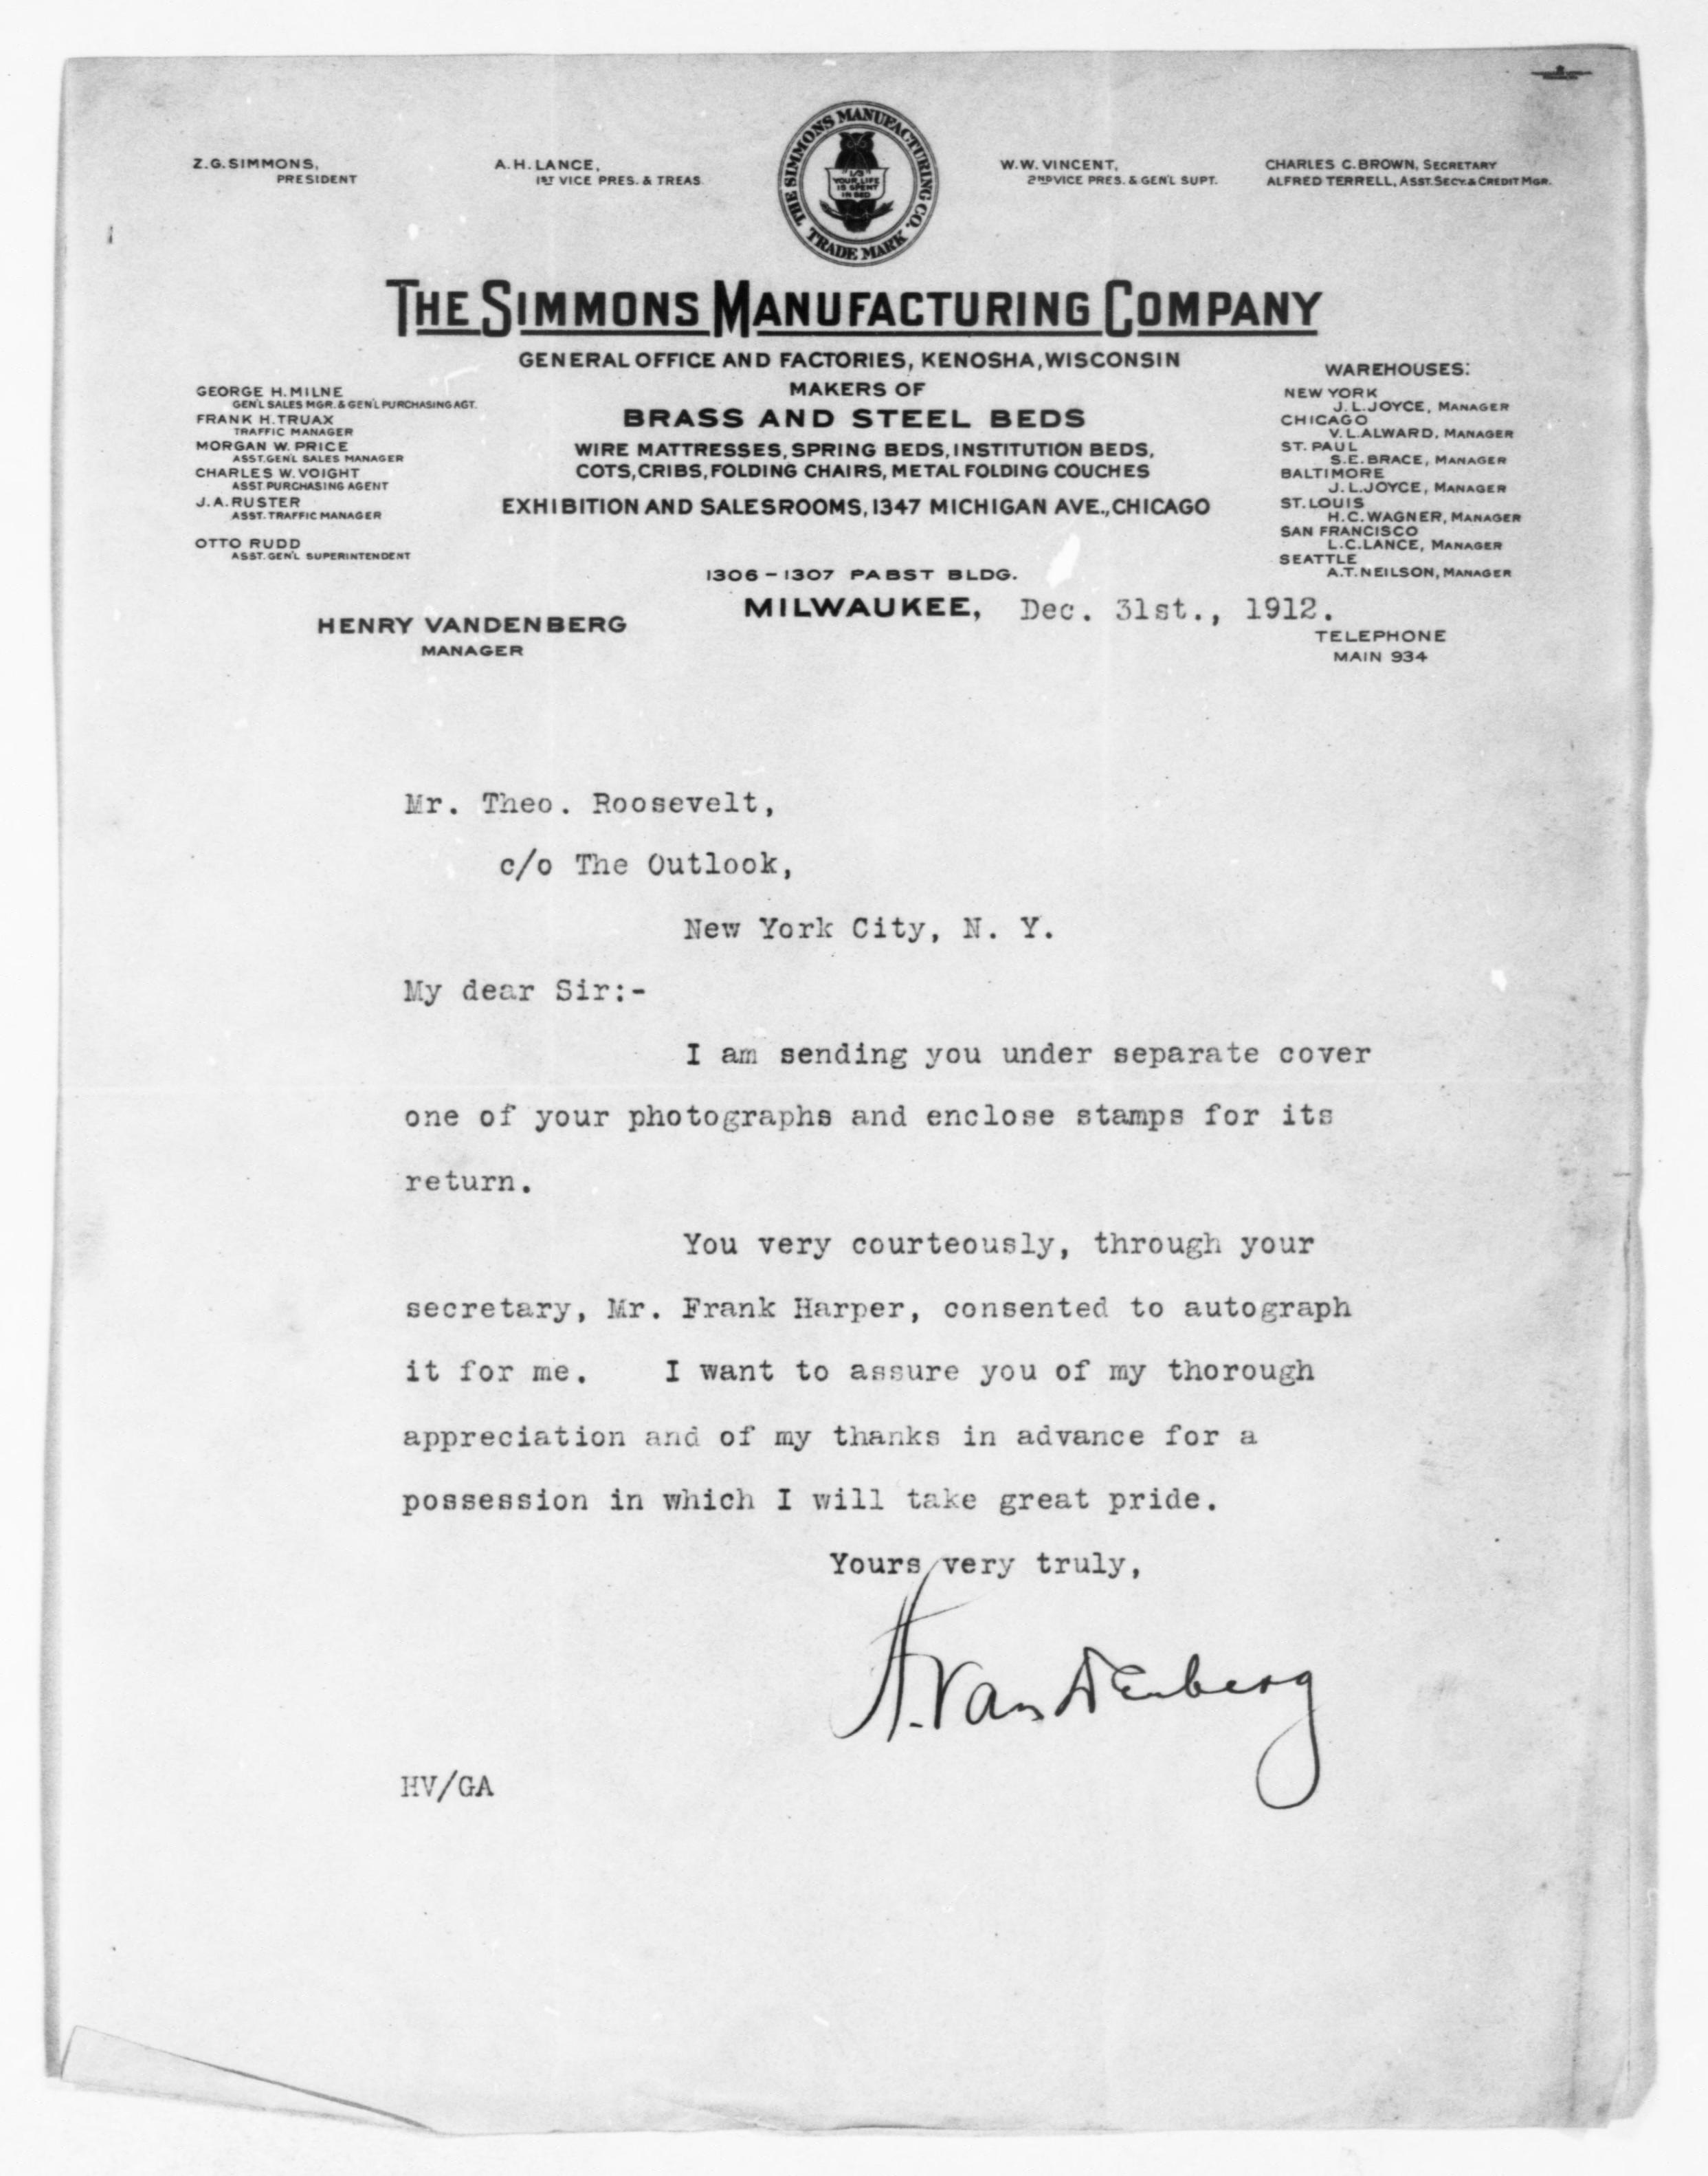 Z.G. SIMMONS,
PRESIDENT
A.H. LANCE,
1ST VICE PRES. & TREAS.
THE SIMMONS MANUFACTURING CO.
TRADE MARK
"1/3"
YOUR LIFE
IS SPENT
IN BED
W.W. VINCENT,
2ND VICE PRES. & GEN'L SUPT.
CHARLES C. BROWN, SECRETARY
ALFRED TERRELL, ASST. SECY. & CREDIT MGR.
THE SIMMONS MANUFACTURING COMPANY
GENERAL OFFICE AND FACTORIES, KENOSHA, WISCONSIN
MAKERS OF
BRASS AND STEEL BEDS
WIRE MATTRESSES, SPRING BEDS, INSTITUTION BEDS,
COTS, CRIBS, FOLDING CHAIRS, METAL FOLDING COUCHES
EXHIBITION AND SALESROOMS, 1347 MICHIGAN AVE., CHICAGO
GEORGE H. MILNE
GEN'L SALES MGR. & GEN'L PURCHASING AGT.
FRANK H. TRUAX
TRAFFIC MANAGER
MORGAN W. PRICE
ASST. GEN'L SALES MANAGER
CHARLES W. VOIGHT
ASST. PURCHASING AGENT
J.A. RUSTER
ASST. TRAFFIC MANAGER
OTTO RUDD
ASST. GEN'L SUPERINTENDENT
WAREHOUSES:
NEW YORK
J.L. JOYCE, MANAGER
CHICAGO
V.L. ALWARD, MANAGER
ST. PAUL
S.E. BRACE, MANAGER
BALTIMORE
J.L. JOYCE, MANAGER
ST. LOUIS
H.C. WAGNER, MANAGER
SAN FRANCISCO
L.C. LANCE, MANAGER
SEATTLE
A.T. NEILSON, MANAGER
1306-1307 PABST BLDG.
MILWAUKEE, Dec. 31st., 1912.
HENRY VANDENBERG
MANAGER
TELEPHONE
MAIN 934
Mr. Theo. Roosevelt,
c/o The Outlook,
New York City, N. Y.
My dear Sir:-
I am sending you under separate cover
one of your photographs and enclose stamps for its
return.
You very courteously, through your
secretary, Mr. Frank Harper, consented to autograph
it for me. I want to assure you of my thorough
appreciation and of my thanks in advance for a
possession in which I will take great pride.
Yours very truly,
H. VanDenberg
HV/GA